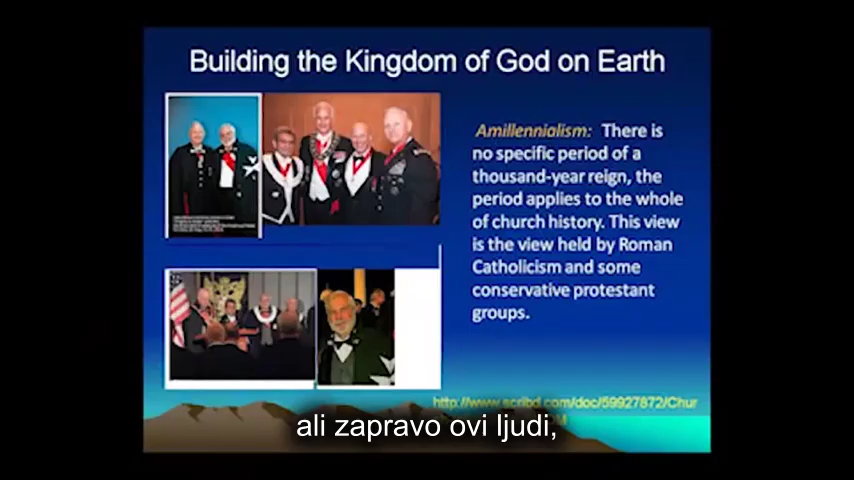 Building the Kingdom of God on Earth
Amillennialism: There is
no specific period of a
thousand-year reign, the
period applies to the whole
of church history. This view
is the view held by Roman
Catholicism and some
conservative protestant
groups.
http://www.scribd.com/doc/59927872/Chur
ali zapravo ovi ljudi,